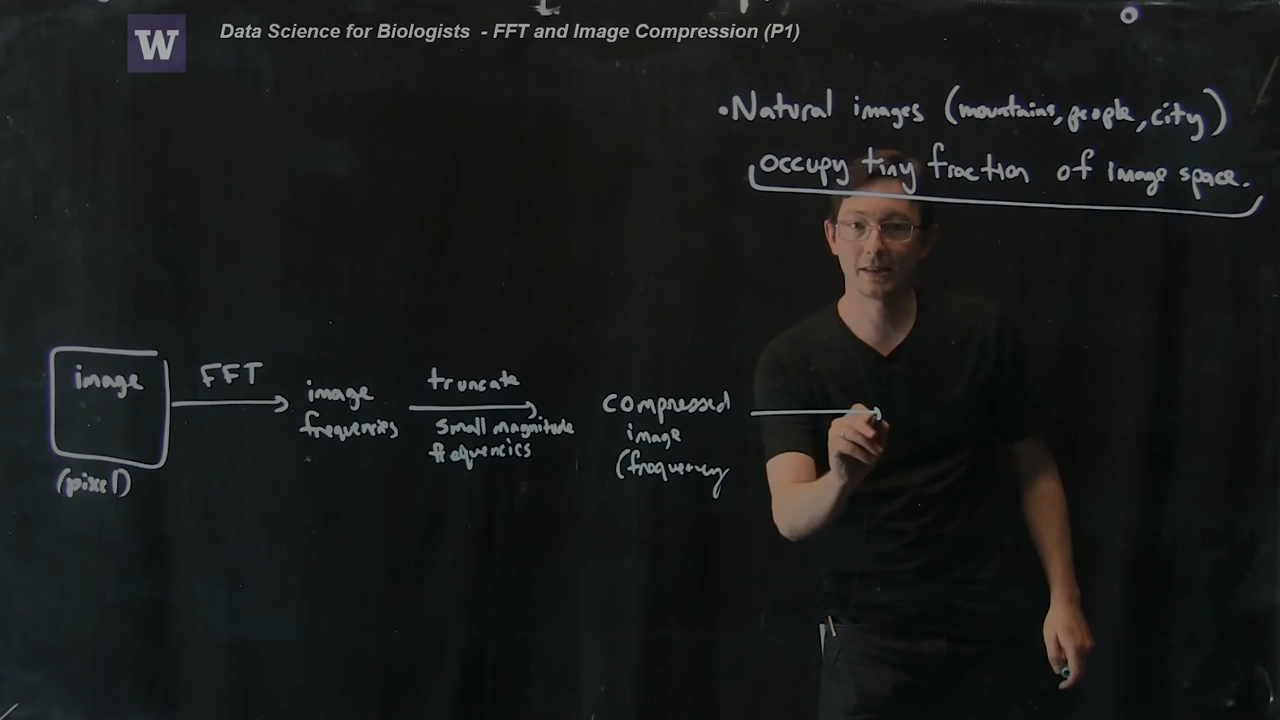 W
Data Science for Biologists - FFT and Image Compression (P1)
• Natural images (mountains, people, city)
occupy tiny fraction of image space.
image
(pixel)
FFT
image
frequencies
truncate
small magnitude
frequencies
compressed
image
(frequency